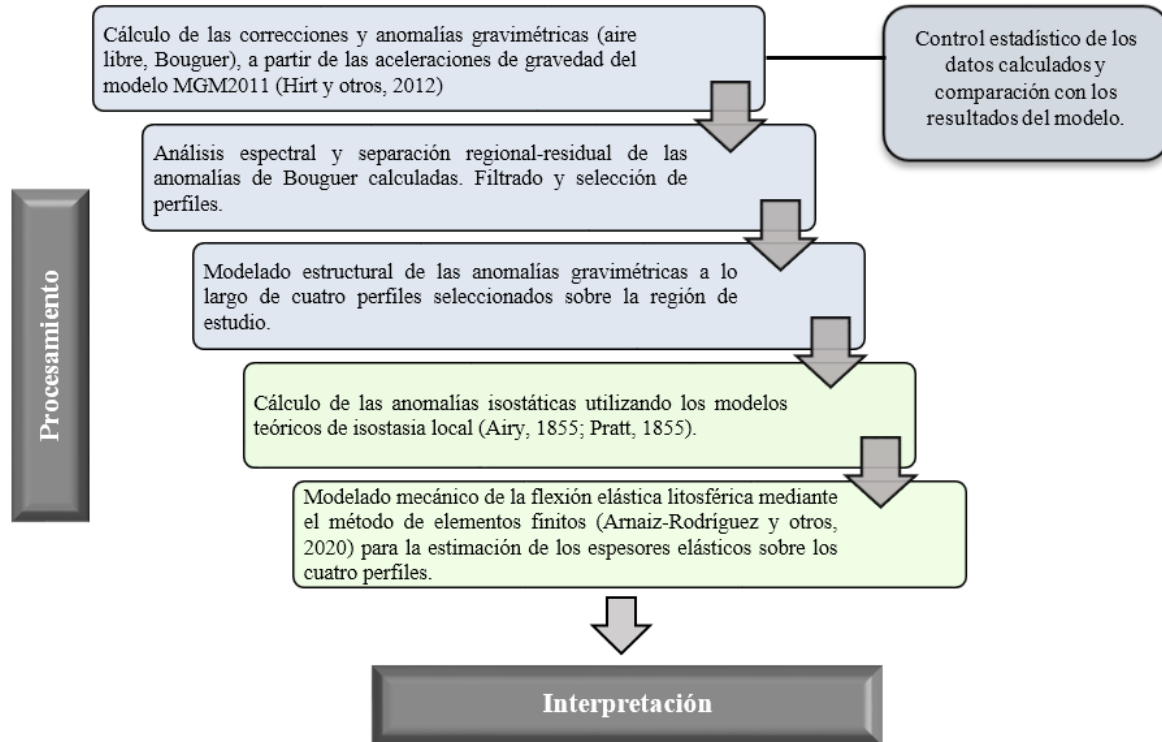 Cálculo de las correcciones y anomalías gravimétricas (aire
libre, Bouguer), a partir de las aceleraciones de gravedad del
modelo MGM2011 (Hirt y otros, 2012)
Control estadístico de los
datos calculados y
comparación con los
resultados del modelo.
Análisis espectral y separación regional-residual de las
anomalías de Bouguer calculadas. Filtrado y selección de
perfiles.
Procesamiento
Modelado estructural de las anomalías gravimétricas a lo
largo de cuatro perfiles seleccionados sobre la región de
estudio.
Cálculo de las anomalías isostáticas utilizando los modelos
teóricos de isostasia local (Airy, 1855; Pratt, 1855).
Modelado mecánico de la flexión elástica litosférica mediante
el método de elementos finitos (Arnaiz-Rodríguez y otros,
2020) para la estimación de los espesores elásticos sobre los
cuatro perfiles.
Interpretación